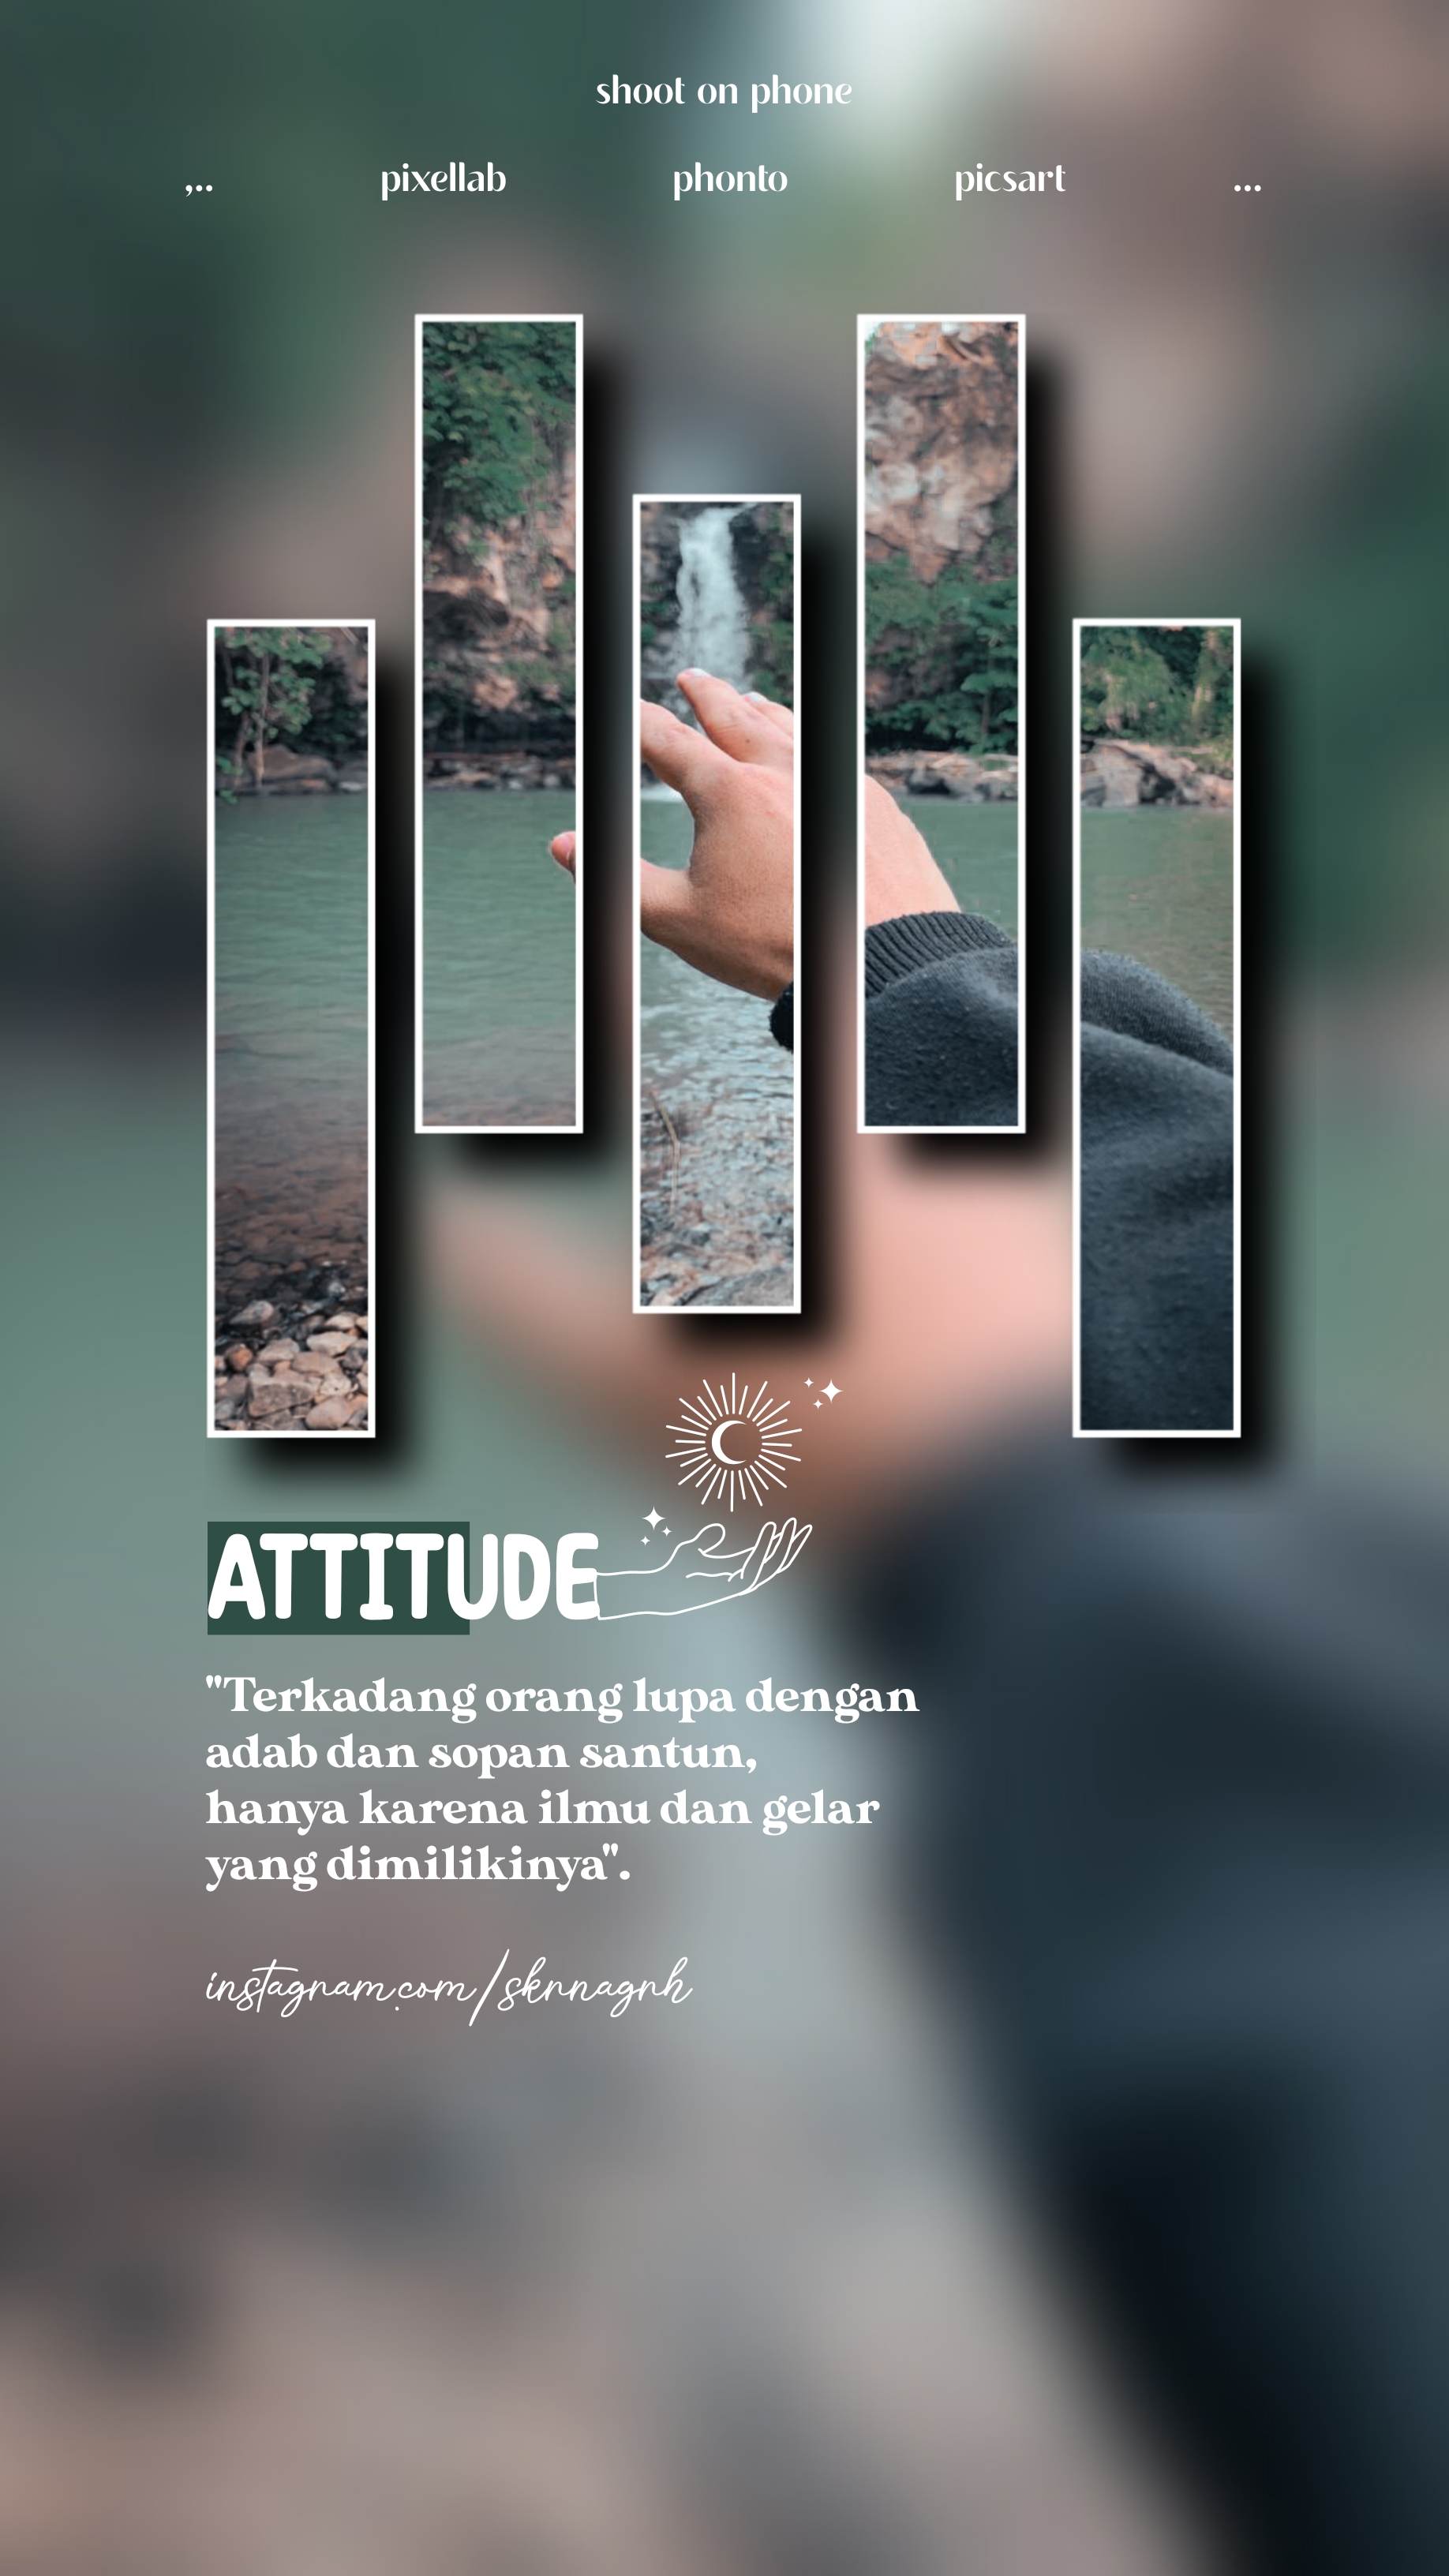 shoot on phone
,.. pixellab phonto picsart ...
ATTITUDE
"Terkadang orang lupa dengan
adab dan sopan santun,
hanya karena ilmu dan gelar
yang dimilikinya".
instagram.com/sknnagnh